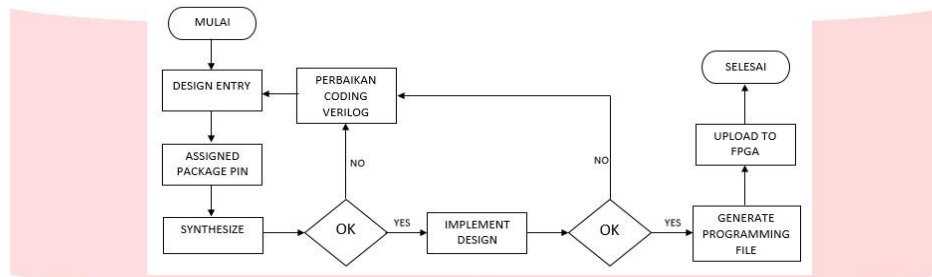 MULAI
DESIGN ENTRY
ASSIGNED
PACKAGE PIN
SYNTHESIZE
PERBAIKAN
CODING
VERILOG
NO
OK
YES
IMPLEMENT
DESIGN
NO
OK
YES
GENERATE
PROGRAMMING
FILE
UPLOAD TO
FPGA
SELESAI